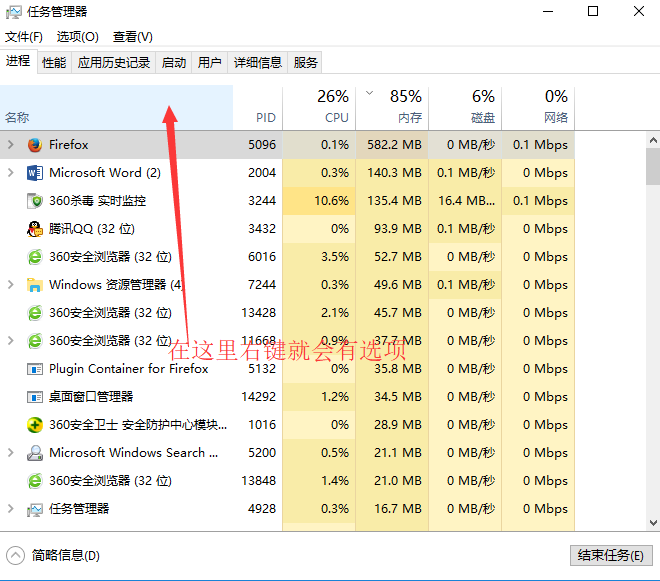 任务管理器
文件(F) 选项(O) 查看(V)
进程 性能 应用历史记录 启动 用户 详细信息 服务
26% 85% 6% 0%
名称 PID CPU 内存 磁盘 网络
Firefox 5096 0.1% 582.2 MB 0 MB/秒 0.1 Mbps
Microsoft Word (2) 2004 0.3% 140.3 MB 0.1 MB/秒 0 Mbps
360杀毒 实时监控 3244 10.6% 135.4 MB 16.4 MB... 0.1 Mbps
腾讯QQ (32 位) 3432 0% 93.9 MB 0.1 MB/秒 0 Mbps
360安全浏览器 (32 位) 6016 3.5% 52.7 MB 0 MB/秒 0 Mbps
Windows 资源管理器 (4) 7244 0.3% 49.6 MB 0.1 MB/秒 0 Mbps
360安全浏览器 (32 位) 13428 2.1% 45.7 MB 0 MB/秒 0 Mbps
360安全浏览器 (32 位) 11668 0.9% 37.7 MB 0 MB/秒 0 Mbps
在这里右键就会有选项
Plugin Container for Firefox 5132 0% 35.8 MB 0 MB/秒 0 Mbps
桌面窗口管理器 14292 1.2% 34.5 MB 0 MB/秒 0 Mbps
360安全卫士 安全防护中心模块... 1016 0% 28.9 MB 0 MB/秒 0 Mbps
Microsoft Windows Search ... 5200 0.5% 21.1 MB 0 MB/秒 0 Mbps
360安全浏览器 (32 位) 13848 1.4% 21.0 MB 0 MB/秒 0 Mbps
任务管理器 4928 0.3% 16.7 MB 0 MB/秒 0 Mbps
简略信息(D) 结束任务(E)